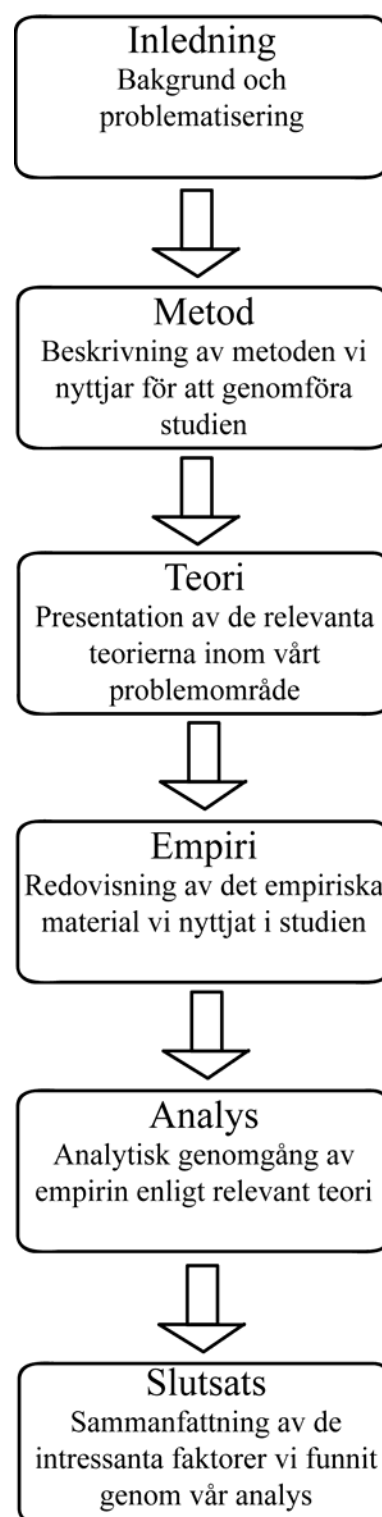 Inledning
Bakgrund och
problematisering
Metod
Beskrivning av metoden vi
nyttjar för att genomföra
studien
Teori
Presentation av de relevanta
teorierna inom vårt
problemområde
Empiri
Redovisning av det empiriska
material vi nyttjat i studien
Analys
Analytisk genomgång av
empirin enligt relevant teori
Slutsats
Sammanfattning av de
intressanta faktorer vi funnit
genom vår analys